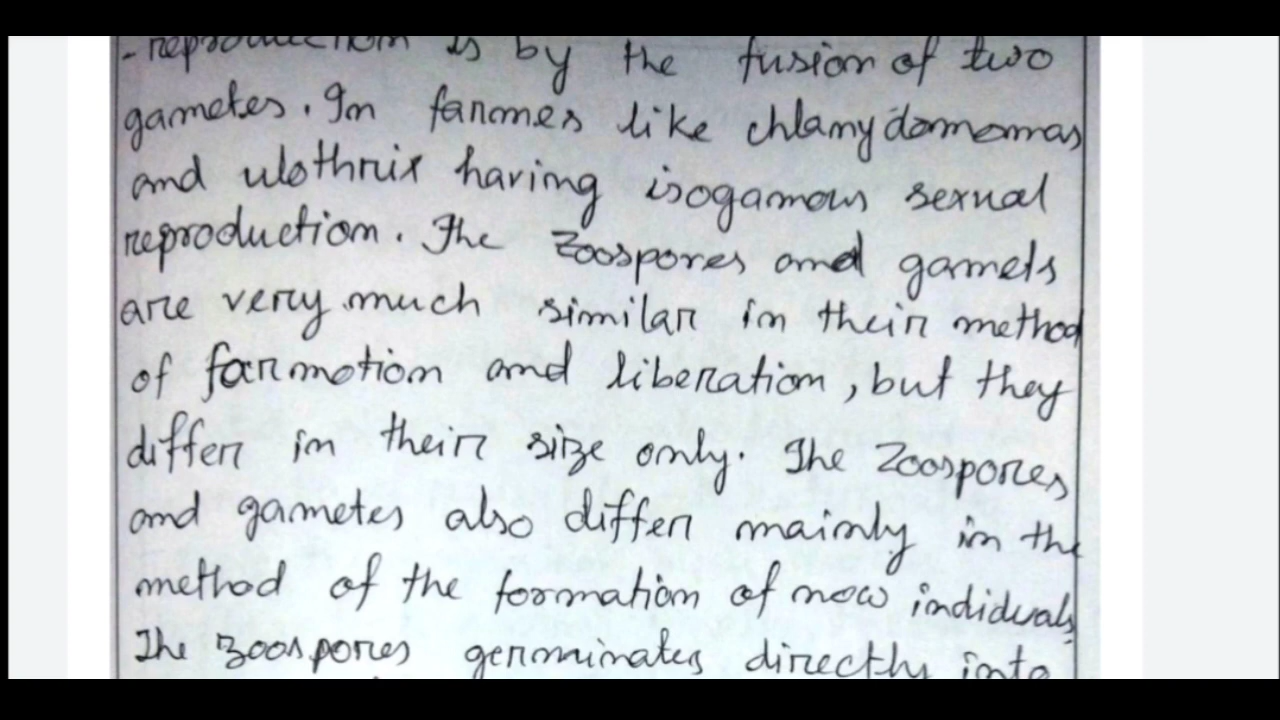 - reproduction is by the fusion of two
gametes. In farmes like chlamydomomas
and ulothrix having isogamous sexual
reproduction. The Zoospores and gamets
are very much similar in their method
of farmotion and liberation, but they
differ in their size only. The Zoospores
and gametes also differ mainly in the
method of the formation of new indiduals.
The zoospores germinates directly into